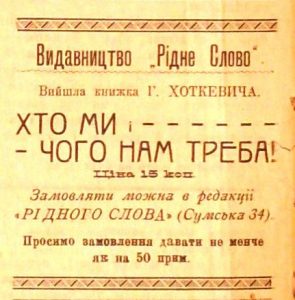 Видавництво „Рідне Слово“.
Вийшла книжка Г. ХОТКЕВИЧА.
ХТО МИ і - - - - - -
- ЧОГО НАМ ТРЕБА!
Ціна 15 коп.
Замовляти можна в редакції
«РІДНОГО СЛОВА» (Сумська 34).
Просимо замовлення давати не менче
як на 50 прим.